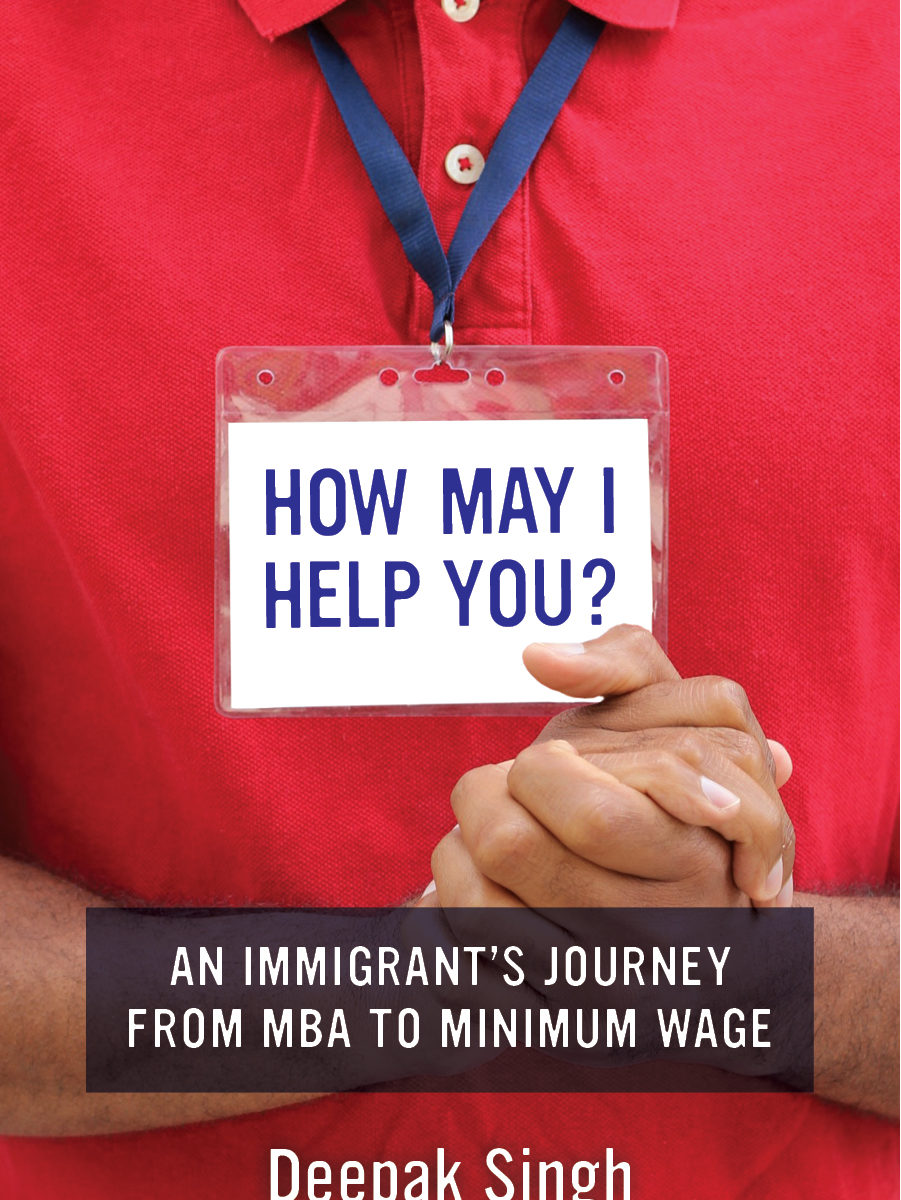 HOW MAY I
HELP YOU?
AN IMMIGRANT'S JOURNEY
FROM MBA TO MINIMUM WAGE
Deepak Singh